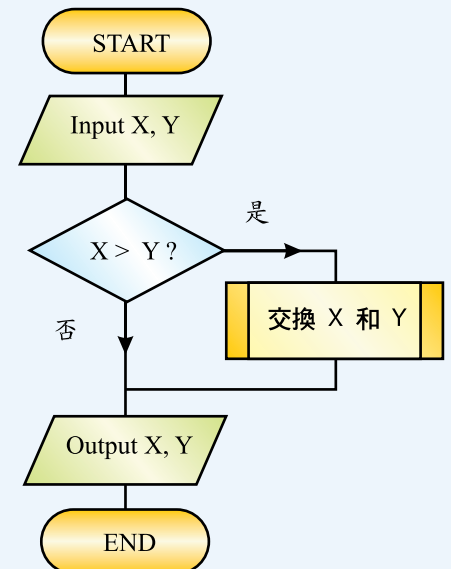 START
Input X, Y
是
X > Y ?
交換 X 和 Y
否
Output X, Y
END